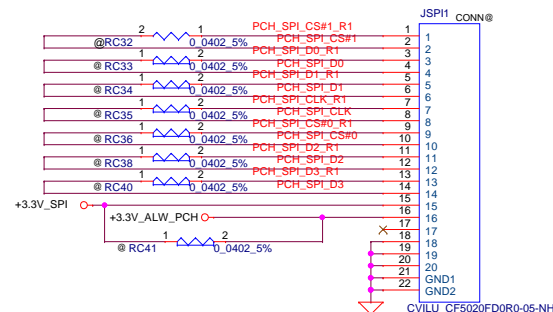 JSPI1 CONN@
2 1 PCH_SPI_CS#1_R1 1 1
@RC32 0_0402_5% PCH_SPI_CS#1 2 2
1 2 PCH_SPI_D0_R1 3 3
@RC33 0_0402_5% PCH_SPI_D0 4 4
1 2 PCH_SPI_D1_R1 5 5
@ RC34 0_0402_5% PCH_SPI_D1 6 6
1 2 PCH_SPI_CLK_R1 7 7
@ RC35 0_0402_5% PCH_SPI_CLK 8 8
1 2 PCH_SPI_CS#0_R1 9 9
@ RC36 0_0402_5% PCH_SPI_CS#0 10 10
1 2 PCH_SPI_D2_R1 11 11
@ RC38 0_0402_5% PCH_SPI_D2 12 12
1 2 PCH_SPI_D3_R1 13 13
@ RC40 0_0402_5% PCH_SPI_D3 14 14
+3.3V_SPI 15 15
+3.3V_ALW_PCH 16 16
17 17
1 2 18 18
@ RC41 0_0402_5% 19 19
20 20
21 GND1
22 GND2
CVILU_CF5020FD0R0-05-NH